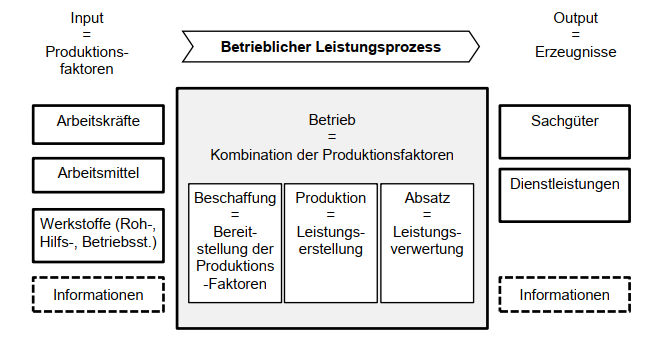 Input
=
Produktions-
faktoren
Betrieblicher Leistungsprozess
Output
=
Erzeugnisse
Arbeitskräfte
Arbeitsmittel
Werkstoffe (Roh-,
Hilfs-, Betriebsst.)
Informationen
Betrieb
=
Kombination der Produktionsfaktoren
Beschaffung
=
Bereit-
stellung der
Produktions
-Faktoren
Produktion
=
Leistungs-
erstellung
Absatz
=
Leistungs-
verwertung
Sachgüter
Dienstleistungen
Informationen